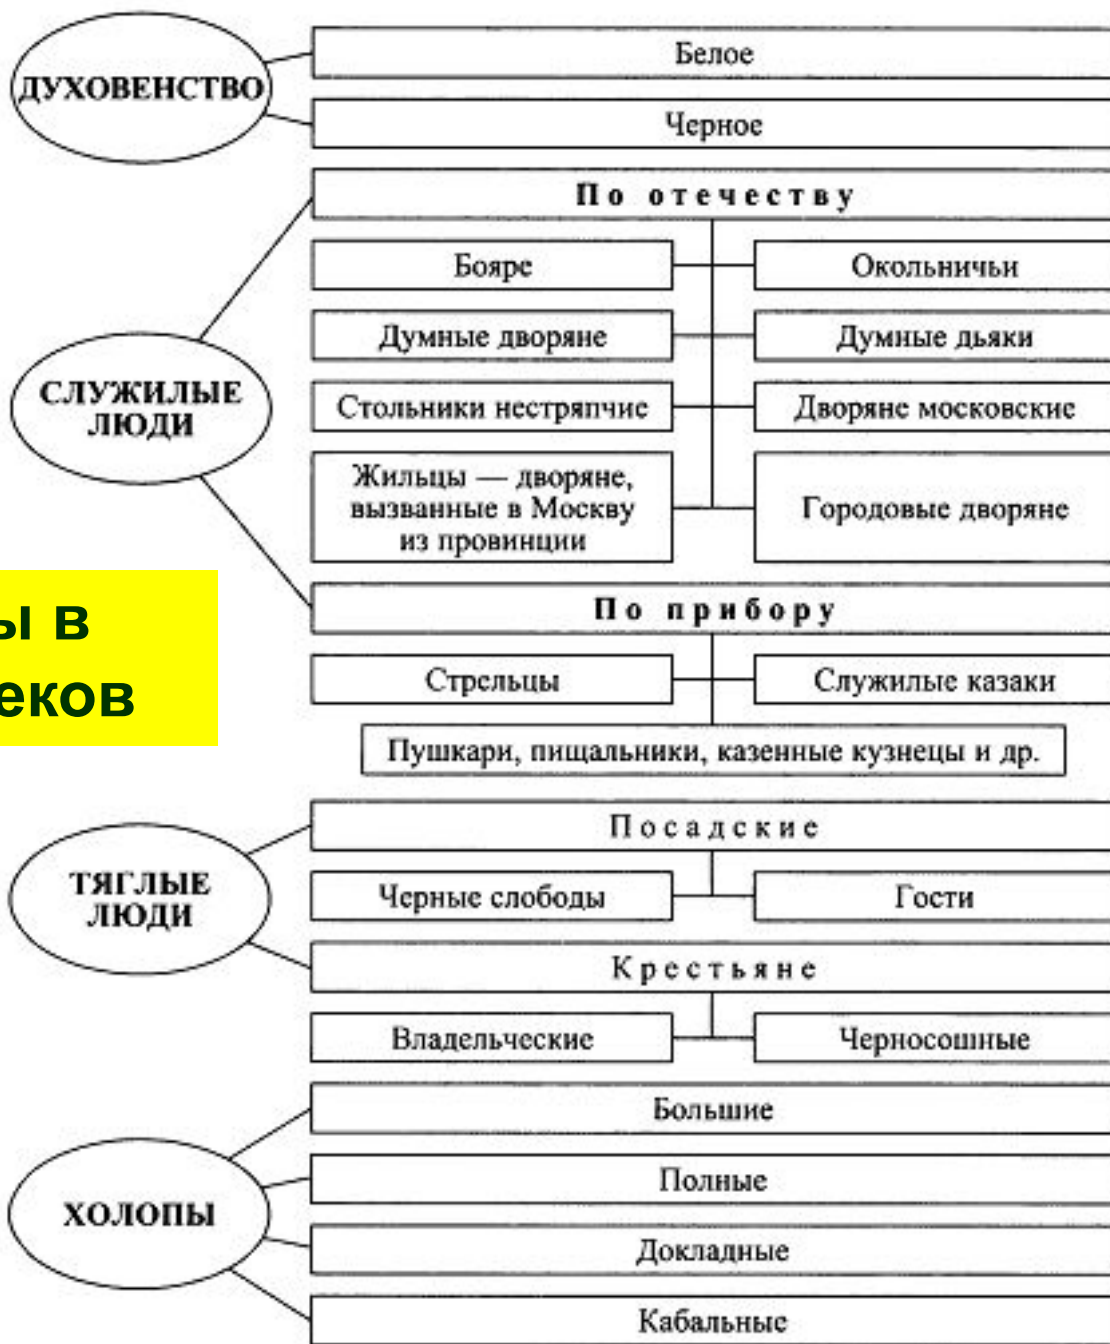 ДУХОВЕНСТВО
Белое
Черное
СЛУЖИЛЫЕ
ЛЮДИ
По отечеству
Бояре
Окольничьи
Думные дворяне
Думные дьяки
Стольники нестряпчие
Дворяне московские
Жильцы — дворяне,
вызванные в Москву
из провинции
Городовые дворяне
По прибору
Стрельцы
Служилые казаки
Пушкари, пищальники, казенные кузнецы и др.
ы в
еков
ТЯГЛЫЕ
ЛЮДИ
Посадские
Черные слободы
Гости
Крестьяне
Владельческие
Черносошные
ХОЛОПЫ
Большие
Полные
Докладные
Кабальные